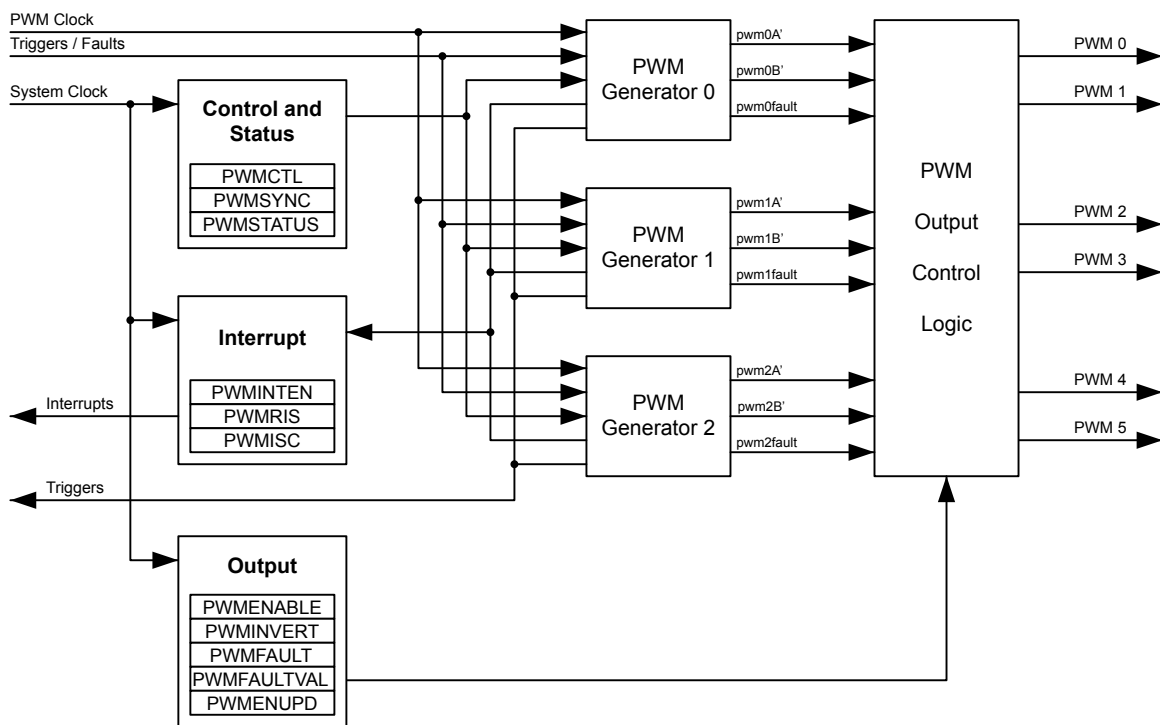 PWM Clock
Triggers / Faults
System Clock
Control and
Status
PWMCTL
PWMSYNC
PWMSTATUS
Interrupt
PWMINTEN
PWMRIS
PWMISC
Interrupts
Triggers
Output
PWMENABLE
PWMINVERT
PWMFAULT
PWMFAULTVAL
PWMENUPD
PWM
Generator 0
pwm0A’
pwm0B’
pwm0fault
PWM
Generator 1
pwm1A’
pwm1B’
pwm1fault
PWM
Generator 2
pwm2A’
pwm2B’
pwm2fault
PWM
Output
Control
Logic
PWM 0
PWM 1
PWM 2
PWM 3
PWM 4
PWM 5